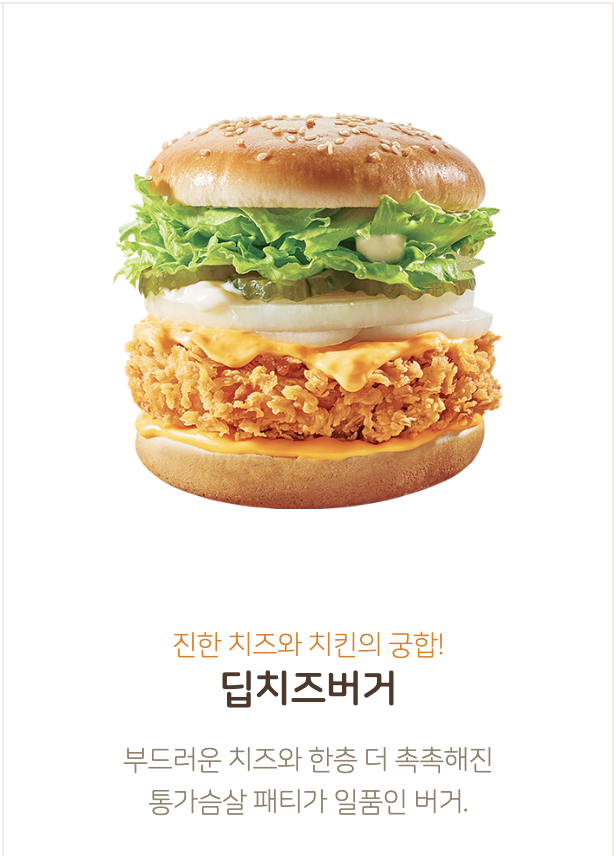 진한 치즈와 치킨의 궁합!
딥치즈버거
부드러운 치즈와 한층 더 촉촉해진
통가슴살 패티가 일품인 버거.